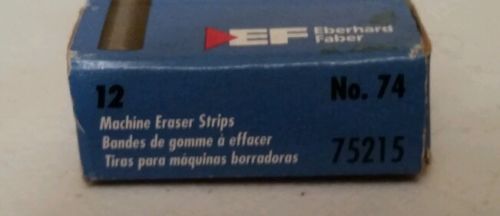 EF Eberhard
Faber
12 No. 74
Machine Eraser Strips
Bandes de gomme à effacer
Tiras para máquinas borradoras 75215